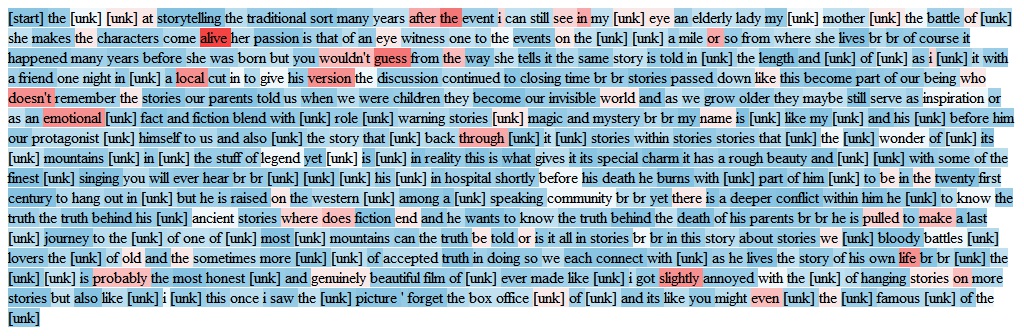 [start] the [unk] [unk] at storytelling the traditional sort many years after the event i can still see in my [unk] eye an elderly lady my [unk] mother [unk] the battle of [unk]
she makes the characters come alive her passion is that of an eye witness one to the events on the [unk] [unk] a mile or so from where she lives br br of course it
happened many years before she was born but you wouldn't guess from the way she tells it the same story is told in [unk] the length and [unk] of [unk] as i [unk] it with
a friend one night in [unk] a local cut in to give his version the discussion continued to closing time br br stories passed down like this become part of our being who
doesn't remember the stories our parents told us when we were children they become our invisible world and as we grow older they maybe still serve as inspiration or
as an emotional [unk] fact and fiction blend with [unk] role [unk] warning stories [unk] magic and mystery br br my name is [unk] like my [unk] and his [unk] before him
our protagonist [unk] himself to us and also [unk] the story that [unk] back through [unk] it [unk] stories within stories stories that [unk] the [unk] wonder of [unk] its
[unk] mountains [unk] in [unk] the stuff of legend yet [unk] is [unk] in reality this is what gives it its special charm it has a rough beauty and [unk] [unk] with some of the
finest [unk] singing you will ever hear br br [unk] [unk] [unk] his [unk] in hospital shortly before his death he burns with [unk] part of him [unk] to be in the twenty first
century to hang out in [unk] but he is raised on the western [unk] among a [unk] speaking community br br yet there is a deeper conflict within him he [unk] to know the
truth the truth behind his [unk] ancient stories where does fiction end and he wants to know the truth behind the death of his parents br br he is pulled to make a last
[unk] journey to the [unk] of one of [unk] most [unk] mountains can the truth be told or is it all in stories br br in this story about stories we [unk] bloody battles [unk]
lovers the [unk] of old and the sometimes more [unk] [unk] of accepted truth in doing so we each connect with [unk] as he lives the story of his own life br br [unk] the
[unk] [unk] is probably the most honest [unk] and genuinely beautiful film of [unk] ever made like [unk] i got slightly annoyed with the [unk] of hanging stories on more
stories but also like [unk] i [unk] this once i saw the [unk] picture ' forget the box office [unk] of [unk] and its like you might even [unk] the [unk] famous [unk] of the
[unk]